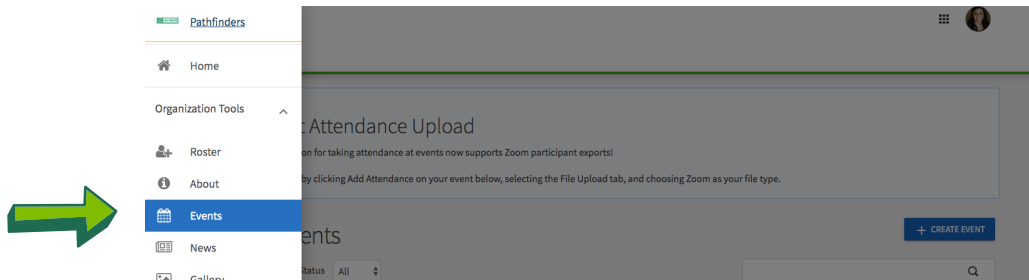 Pathfinders
Home
Organization Tools
Roster
About
Events
News
Gallery
Attendance Upload
on for taking attendance at events now supports Zoom participant exports!
by clicking Add Attendance on your event below, selecting the File Upload tab, and choosing Zoom as your file type.
ents
+ CREATE EVENT
Status All